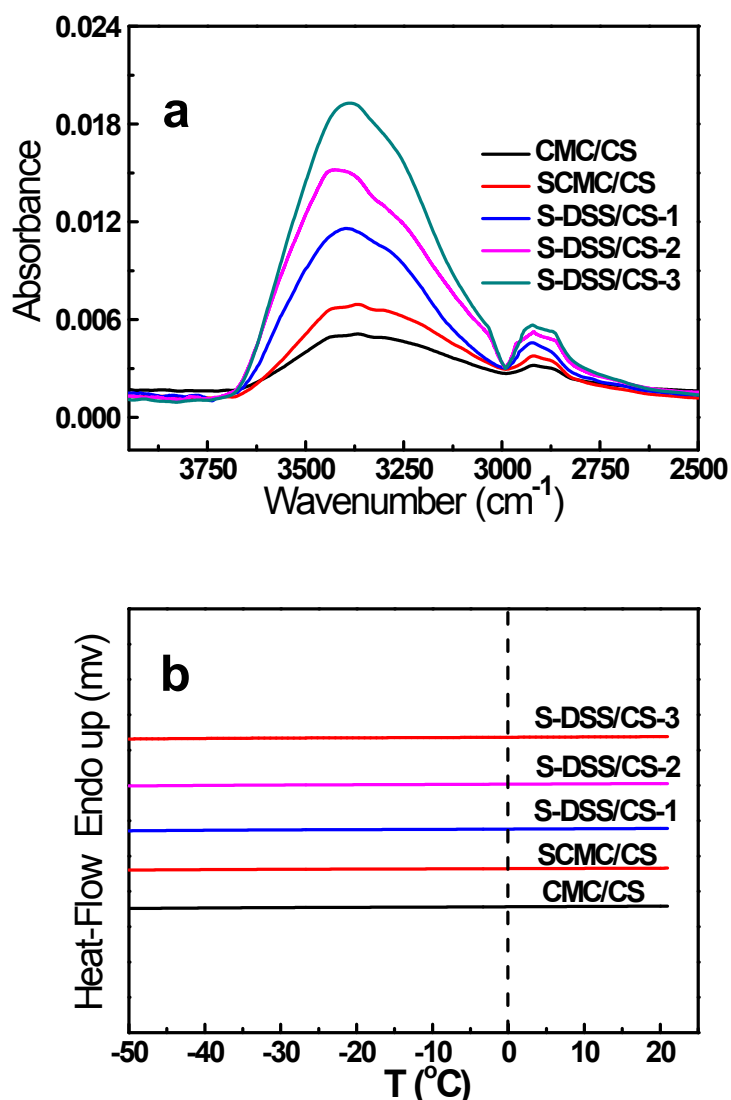 a
0.024
0.018
0.012
0.006
0.000
Absorbance
CMC/CS
SCMC/CS
S-DSS/CS-1
S-DSS/CS-2
S-DSS/CS-3
3750 3500 3250 3000 2750 2500
Wavenumber (cm⁻¹)
b
Heat-Flow Endo up (mv)
S-DSS/CS-3
S-DSS/CS-2
S-DSS/CS-1
SCMC/CS
CMC/CS
-50 -40 -30 -20 -10 0 10 20
T (°C)